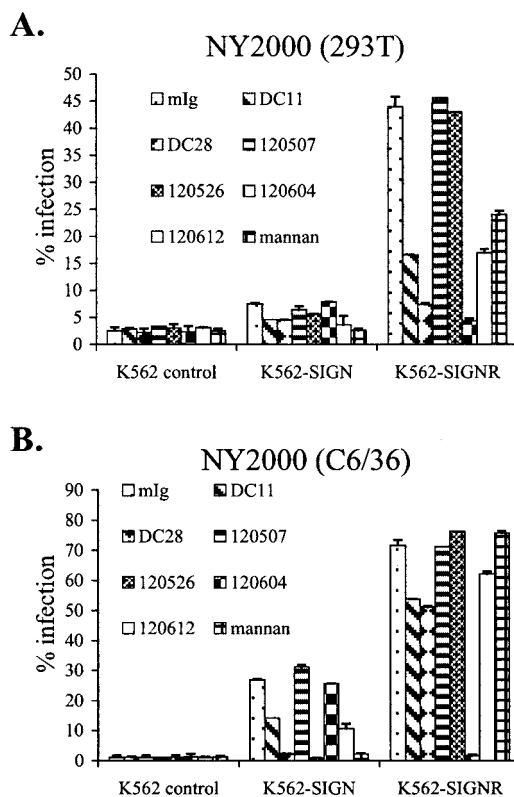 A.
NY2000 (293T)
% infection
50
45
40
35
30
25
20
15
10
5
0
mIg
DC11
DC28
120507
120526
120604
120612
mannan
K562 control
K562-SIGN
K562-SIGNR
B.
NY2000 (C6/36)
% infection
90
80
70
60
50
40
30
20
10
0
mIg
DC11
DC28
120507
120526
120604
120612
mannan
K562 control
K562-SIGN
K562-SIGNR